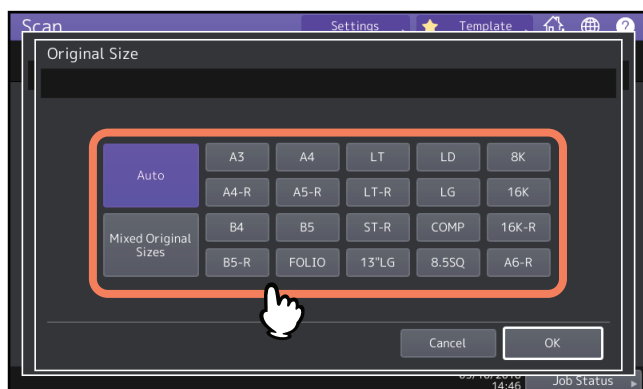 Scan
Settings
Template
Original Size
Auto
A3
A4
LT
LD
8K
A4-R
A5-R
LT-R
LG
16K
Mixed Original
Sizes
B4
B5
ST-R
COMP
16K-R
B5-R
FOLIO
13"LG
8.5SQ
A6-R
Cancel
OK
14:46
Job Status